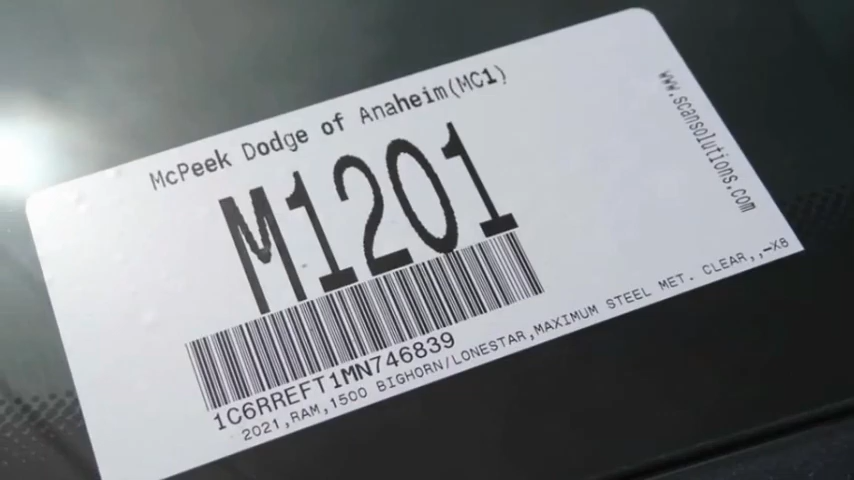 McPeek Dodge of Anaheim(MC1)
www.scansolutions.com
M1201
1C6RREFT1MN746839
2021,RAM,1500 BIGHORN/LONESTAR,MAXIMUM STEEL MET. CLEAR,,-X8